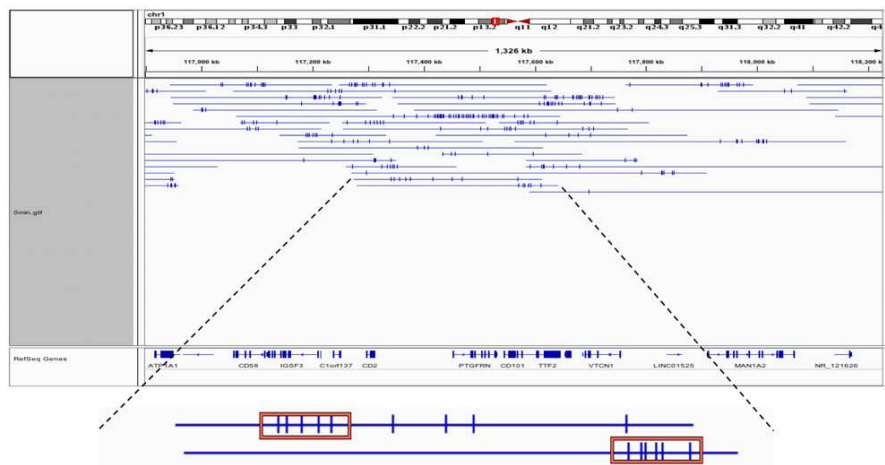 chr1
p36.23 p36.12 p34.3 p33 p32.1 p31.1 p22.2 p21.2 p13.2 q11 q12 q21.2 q23.2 q24.3 q25.3 q31.3 q32.2 q41 q42.2 q4
1,326 kb
117,000 kb 117,200 kb 117,400 kb 117,600 kb 117,800 kb 118,000 kb 118,200 k
0min.gtf
RefSeq Genes
ATP1A1 CD58 IGSF3 C1orf137 CD2 PTGFRN CD101 TTF2 VTCN1 LINC01525 MAN1A2 NR_121626